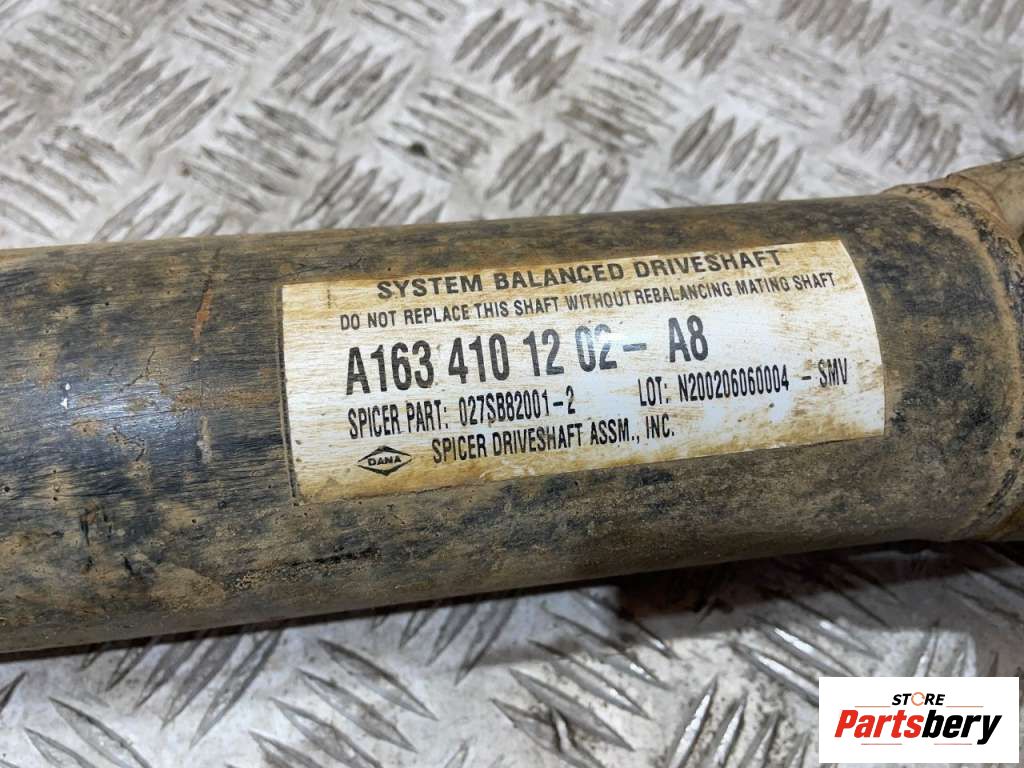 SYSTEM BALANCED DRIVESHAFT
DO NOT REPLACE THIS SHAFT WITHOUT REBALANCING MATING SHAFT
A163 410 12 02- A8
SPICER PART: 027SB82001-2 LOT: N200206060004 - SMV
DANA SPICER DRIVESHAFT ASSM., INC.
STORE
Partsbery